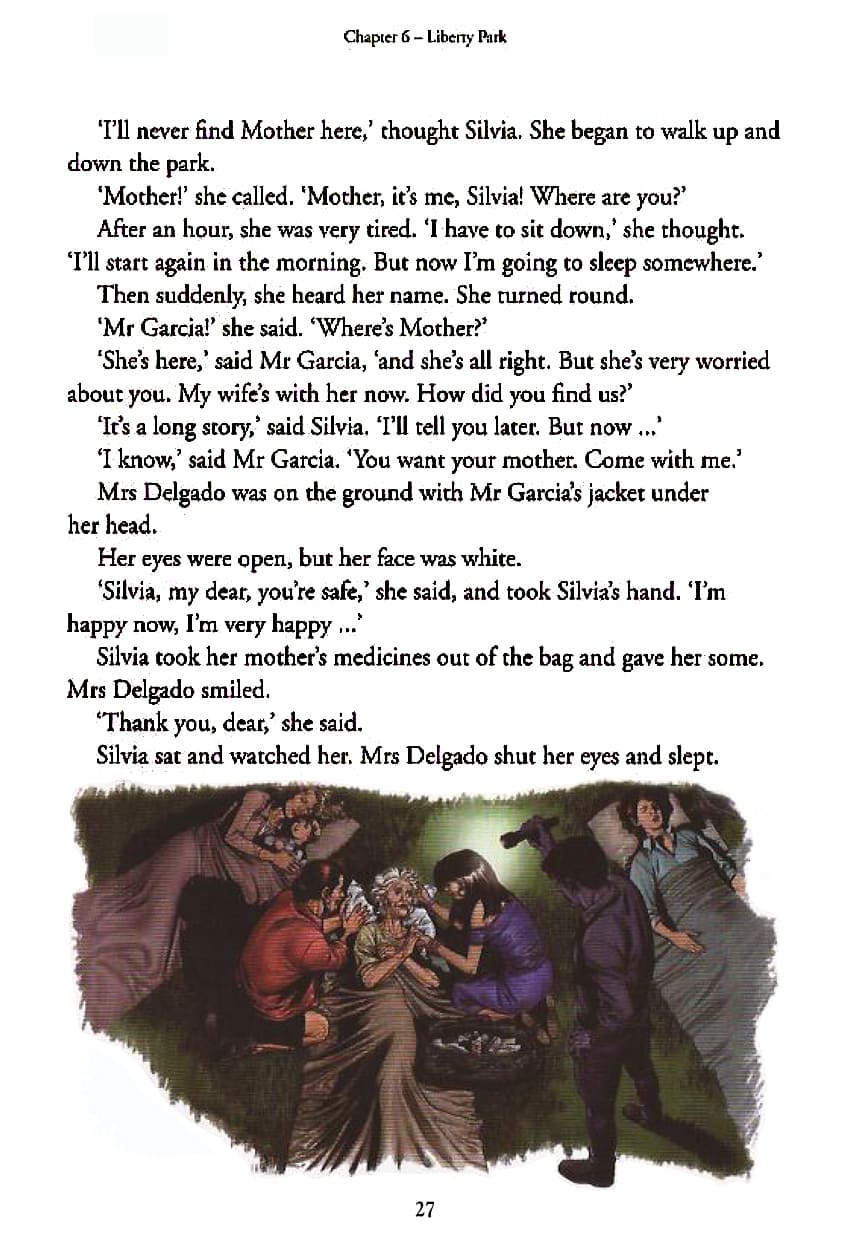 Chapter 6 – Liberty Park
‘I’ll never find Mother here,’ thought Silvia. She began to walk up and
down the park.
‘Mother!’ she called. ‘Mother, it’s me, Silvia! Where are you?’
After an hour, she was very tired. ‘I have to sit down,’ she thought.
‘I’ll start again in the morning. But now I’m going to sleep somewhere.’
Then suddenly, she heard her name. She turned round.
‘Mr Garcia!’ she said. ‘Where’s Mother?’
‘She’s here,’ said Mr Garcia, ‘and she’s all right. But she’s very worried
about you. My wife’s with her now. How did you find us?’
‘It’s a long story,’ said Silvia. ‘I’ll tell you later. But now ...’
‘I know,’ said Mr Garcia. ‘You want your mother. Come with me.’
Mrs Delgado was on the ground with Mr Garcia’s jacket under
her head.
Her eyes were open, but her face was white.
‘Silvia, my dear, you’re safe,’ she said, and took Silvia’s hand. ‘I’m
happy now, I’m very happy ...’
Silvia took her mother’s medicines out of the bag and gave her some.
Mrs Delgado smiled.
‘Thank you, dear,’ she said.
Silvia sat and watched her. Mrs Delgado shut her eyes and slept.
27